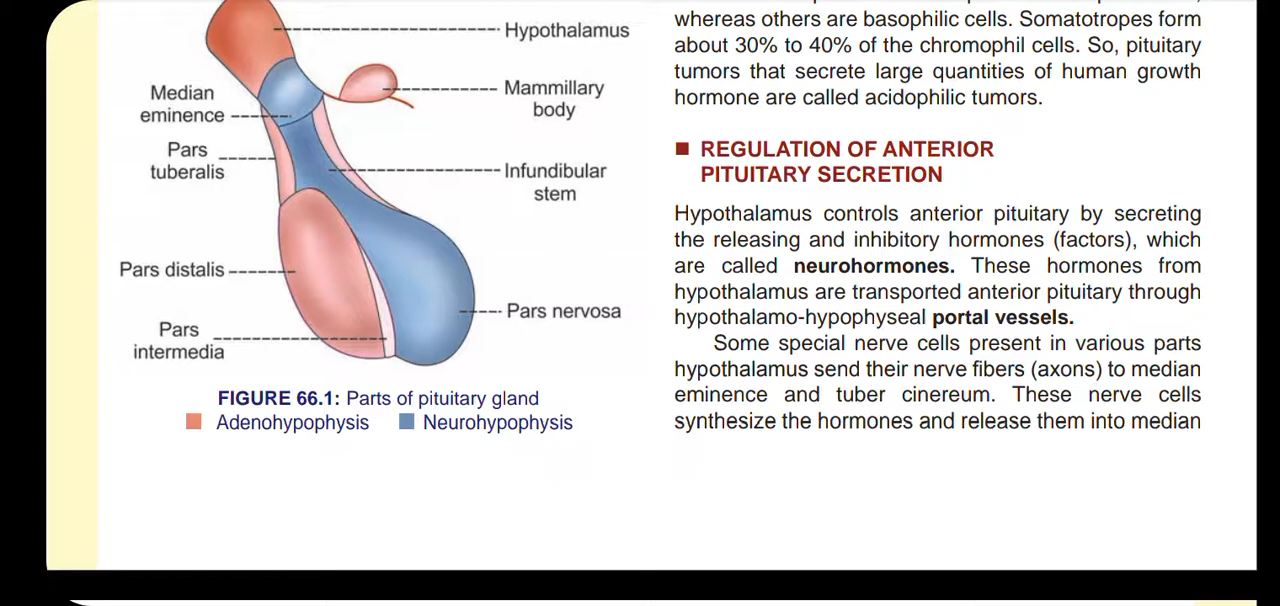 Hypothalamus
Mammillary
body
Median
eminence
Pars
tuberalis
Infundibular
stem
Pars distalis
Pars nervosa
Pars
intermedia
FIGURE 66.1: Parts of pituitary gland
Adenohypophysis Neurohypophysis
whereas others are basophilic cells. Somatotropes form
about 30% to 40% of the chromophil cells. So, pituitary
tumors that secrete large quantities of human growth
hormone are called acidophilic tumors.
REGULATION OF ANTERIOR
PITUITARY SECRETION
Hypothalamus controls anterior pituitary by secreting
the releasing and inhibitory hormones (factors), which
are called neurohormones. These hormones from
hypothalamus are transported anterior pituitary through
hypothalamo-hypophyseal portal vessels.
Some special nerve cells present in various parts
hypothalamus send their nerve fibers (axons) to median
eminence and tuber cinereum. These nerve cells
synthesize the hormones and release them into median